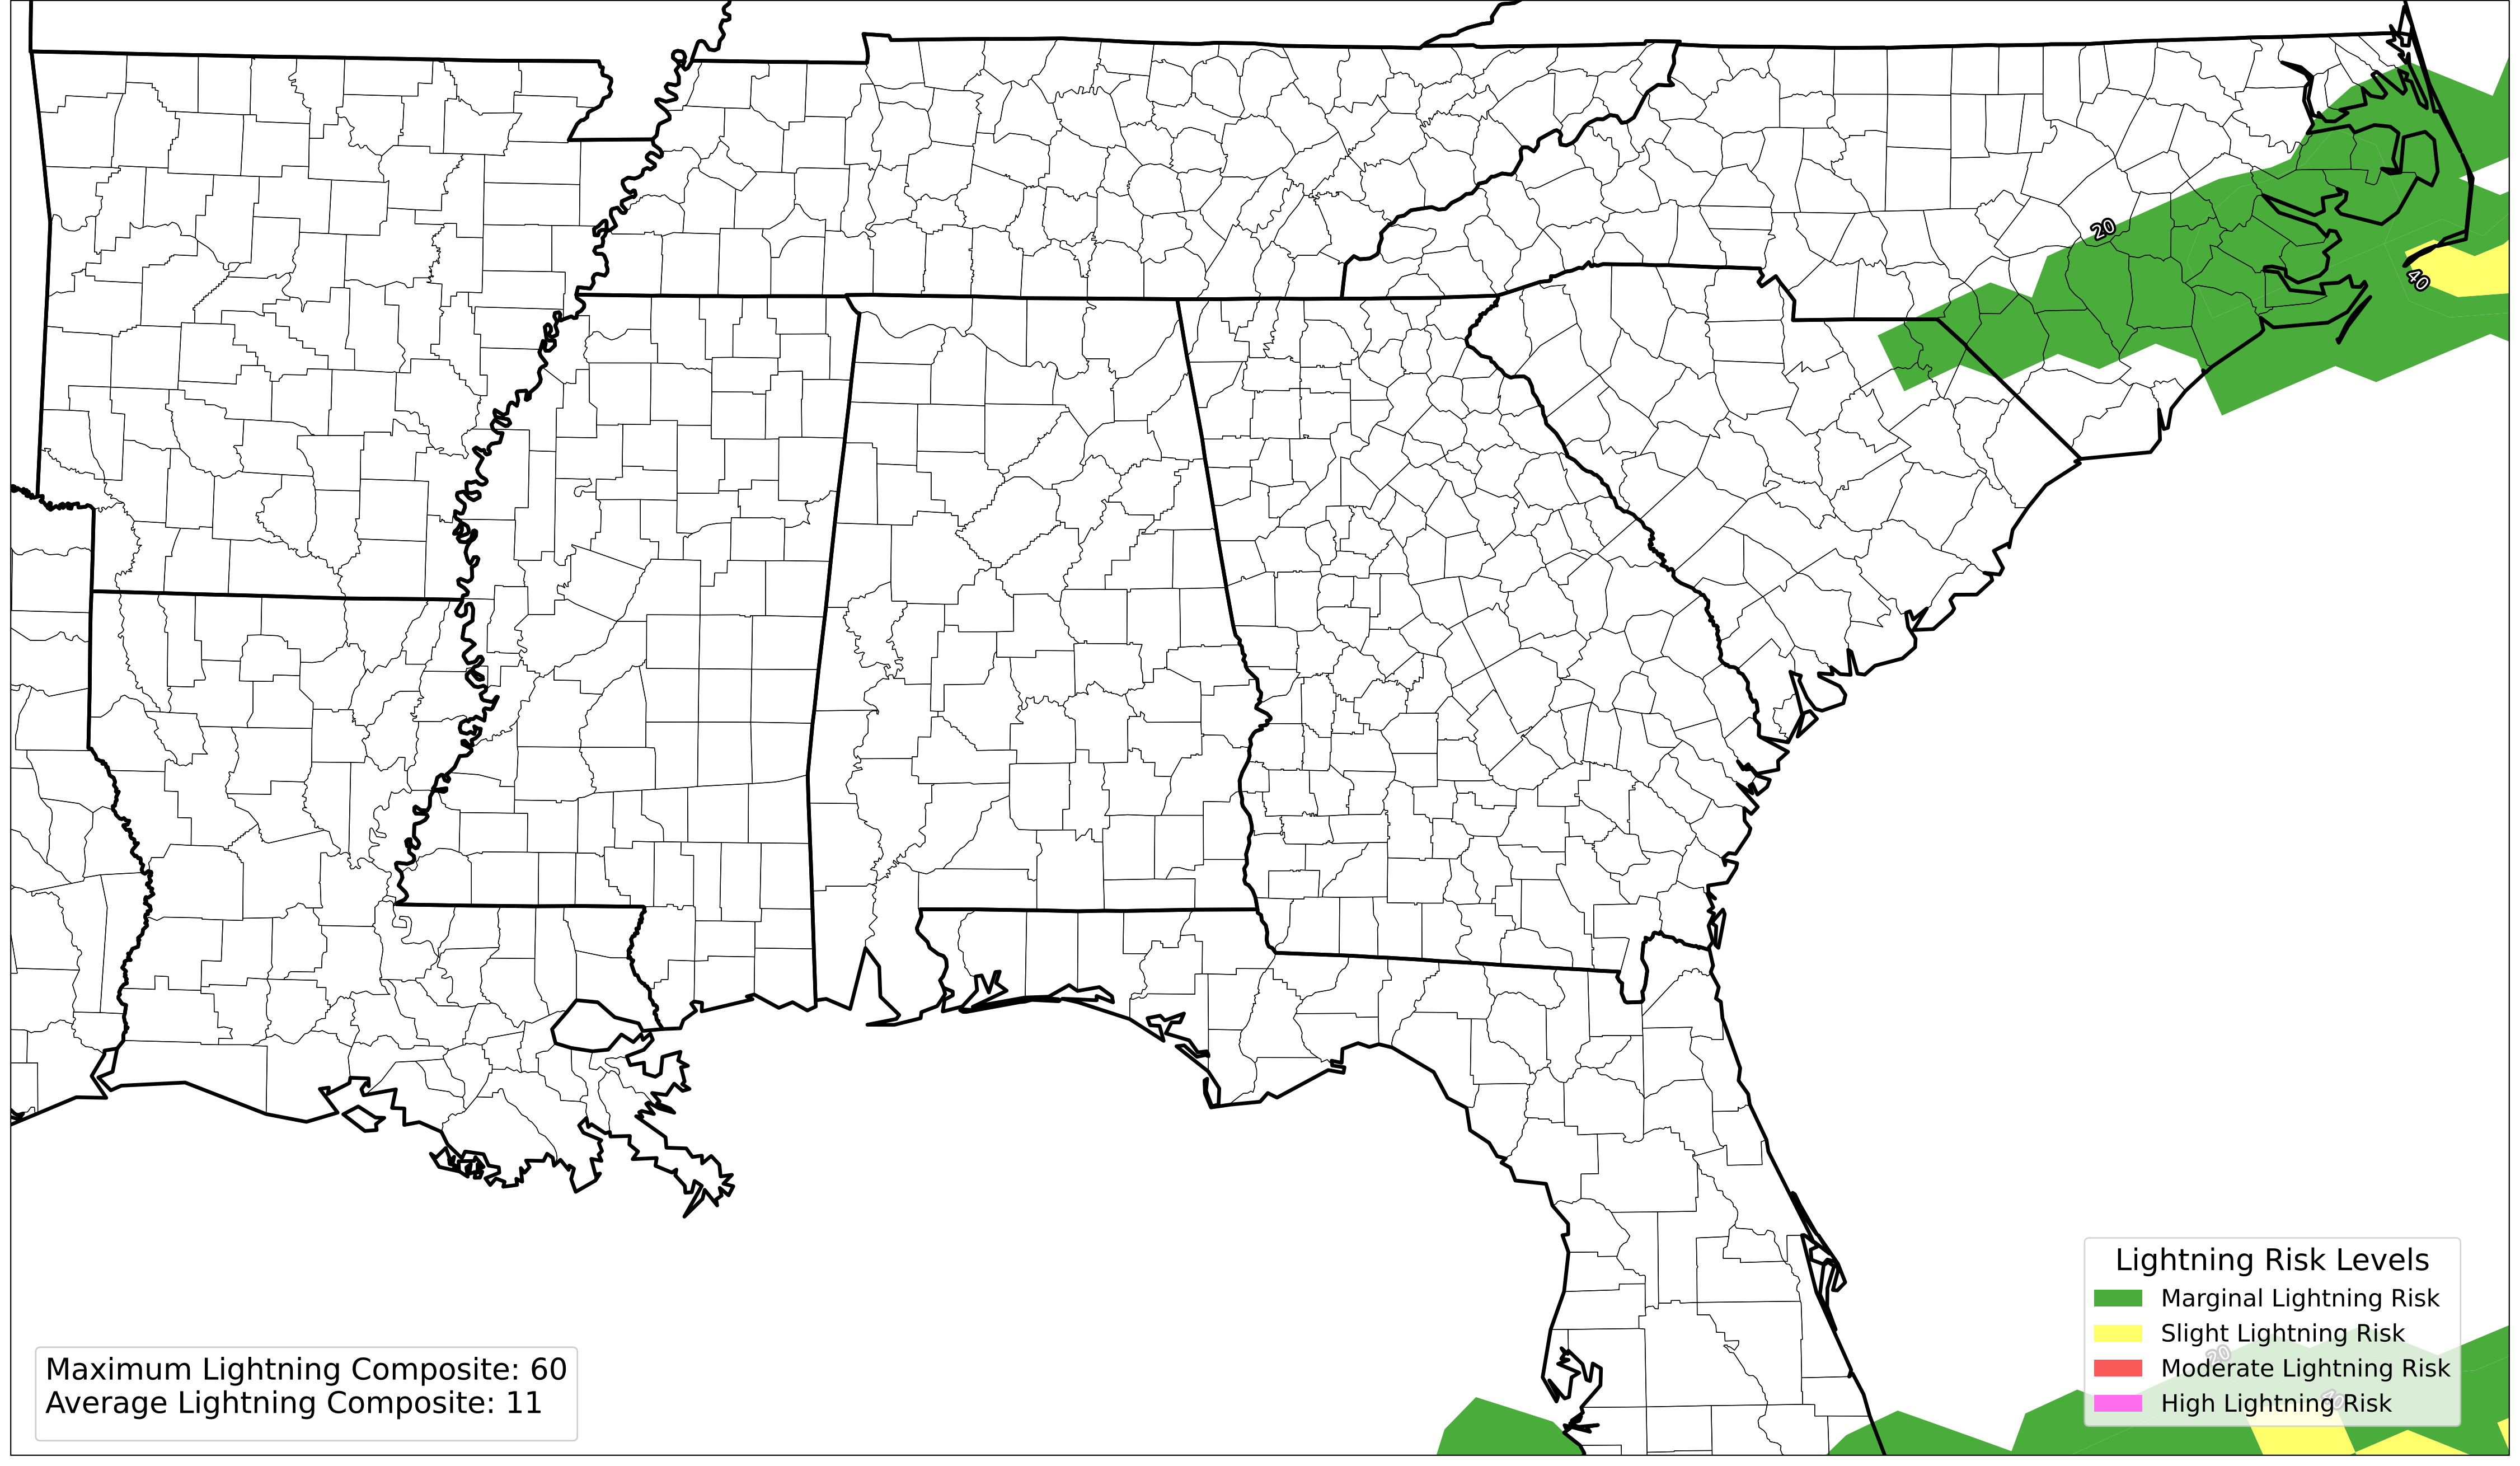 20
40
Lightning Risk Levels
Marginal Lightning Risk
20
Slight Lightning Risk
Moderate Lightning Risk
High Lightning Risk
Maximum Lightning Composite: 60
Average Lightning Composite: 11